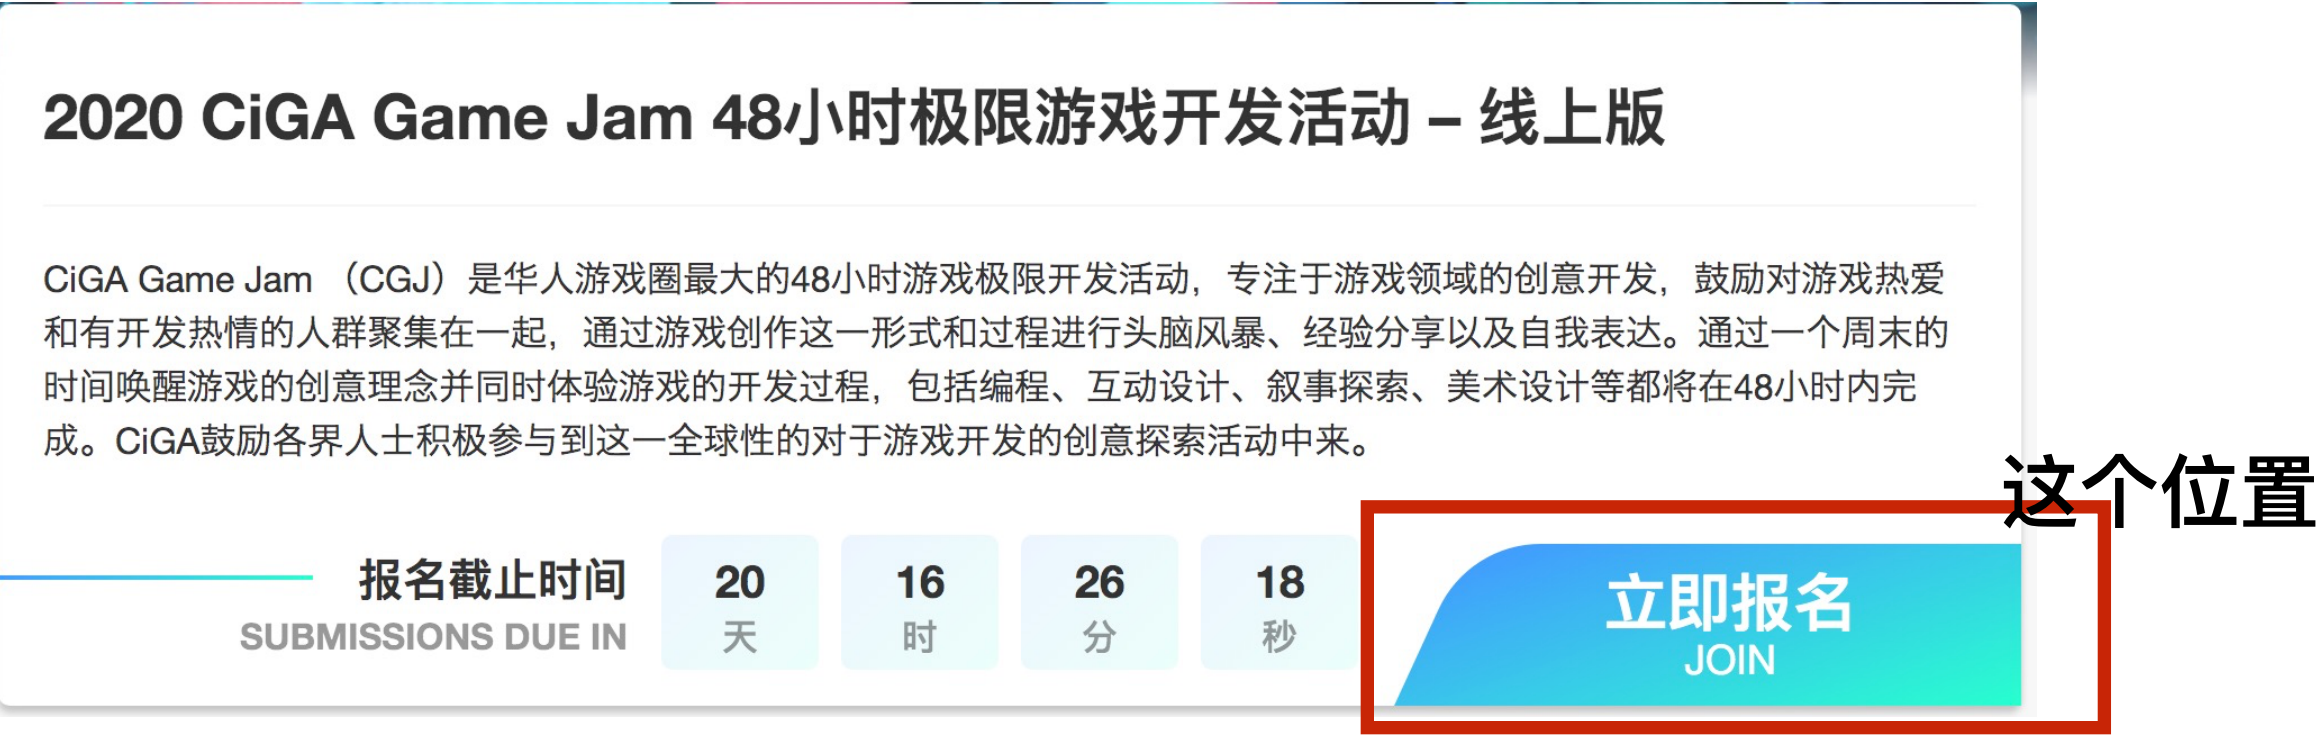 2020 CiGA Game Jam 48小时极限游戏开发活动 – 线上版
CiGA Game Jam （CGJ）是华人游戏圈最大的48小时游戏极限开发活动，专注于游戏领域的创意开发，鼓励对游戏热爱
和有开发热情的人群聚集在一起，通过游戏创作这一形式和过程进行头脑风暴、经验分享以及自我表达。通过一个周末的
时间唤醒游戏的创意理念并同时体验游戏的开发过程，包括编程、互动设计、叙事探索、美术设计等都将在48小时内完
成。CiGA鼓励各界人士积极参与到这一全球性的对于游戏开发的创意探索活动中来。
这个位置
报名截止时间
SUBMISSIONS DUE IN
20
天
16
时
26
分
18
秒
立即报名
JOIN